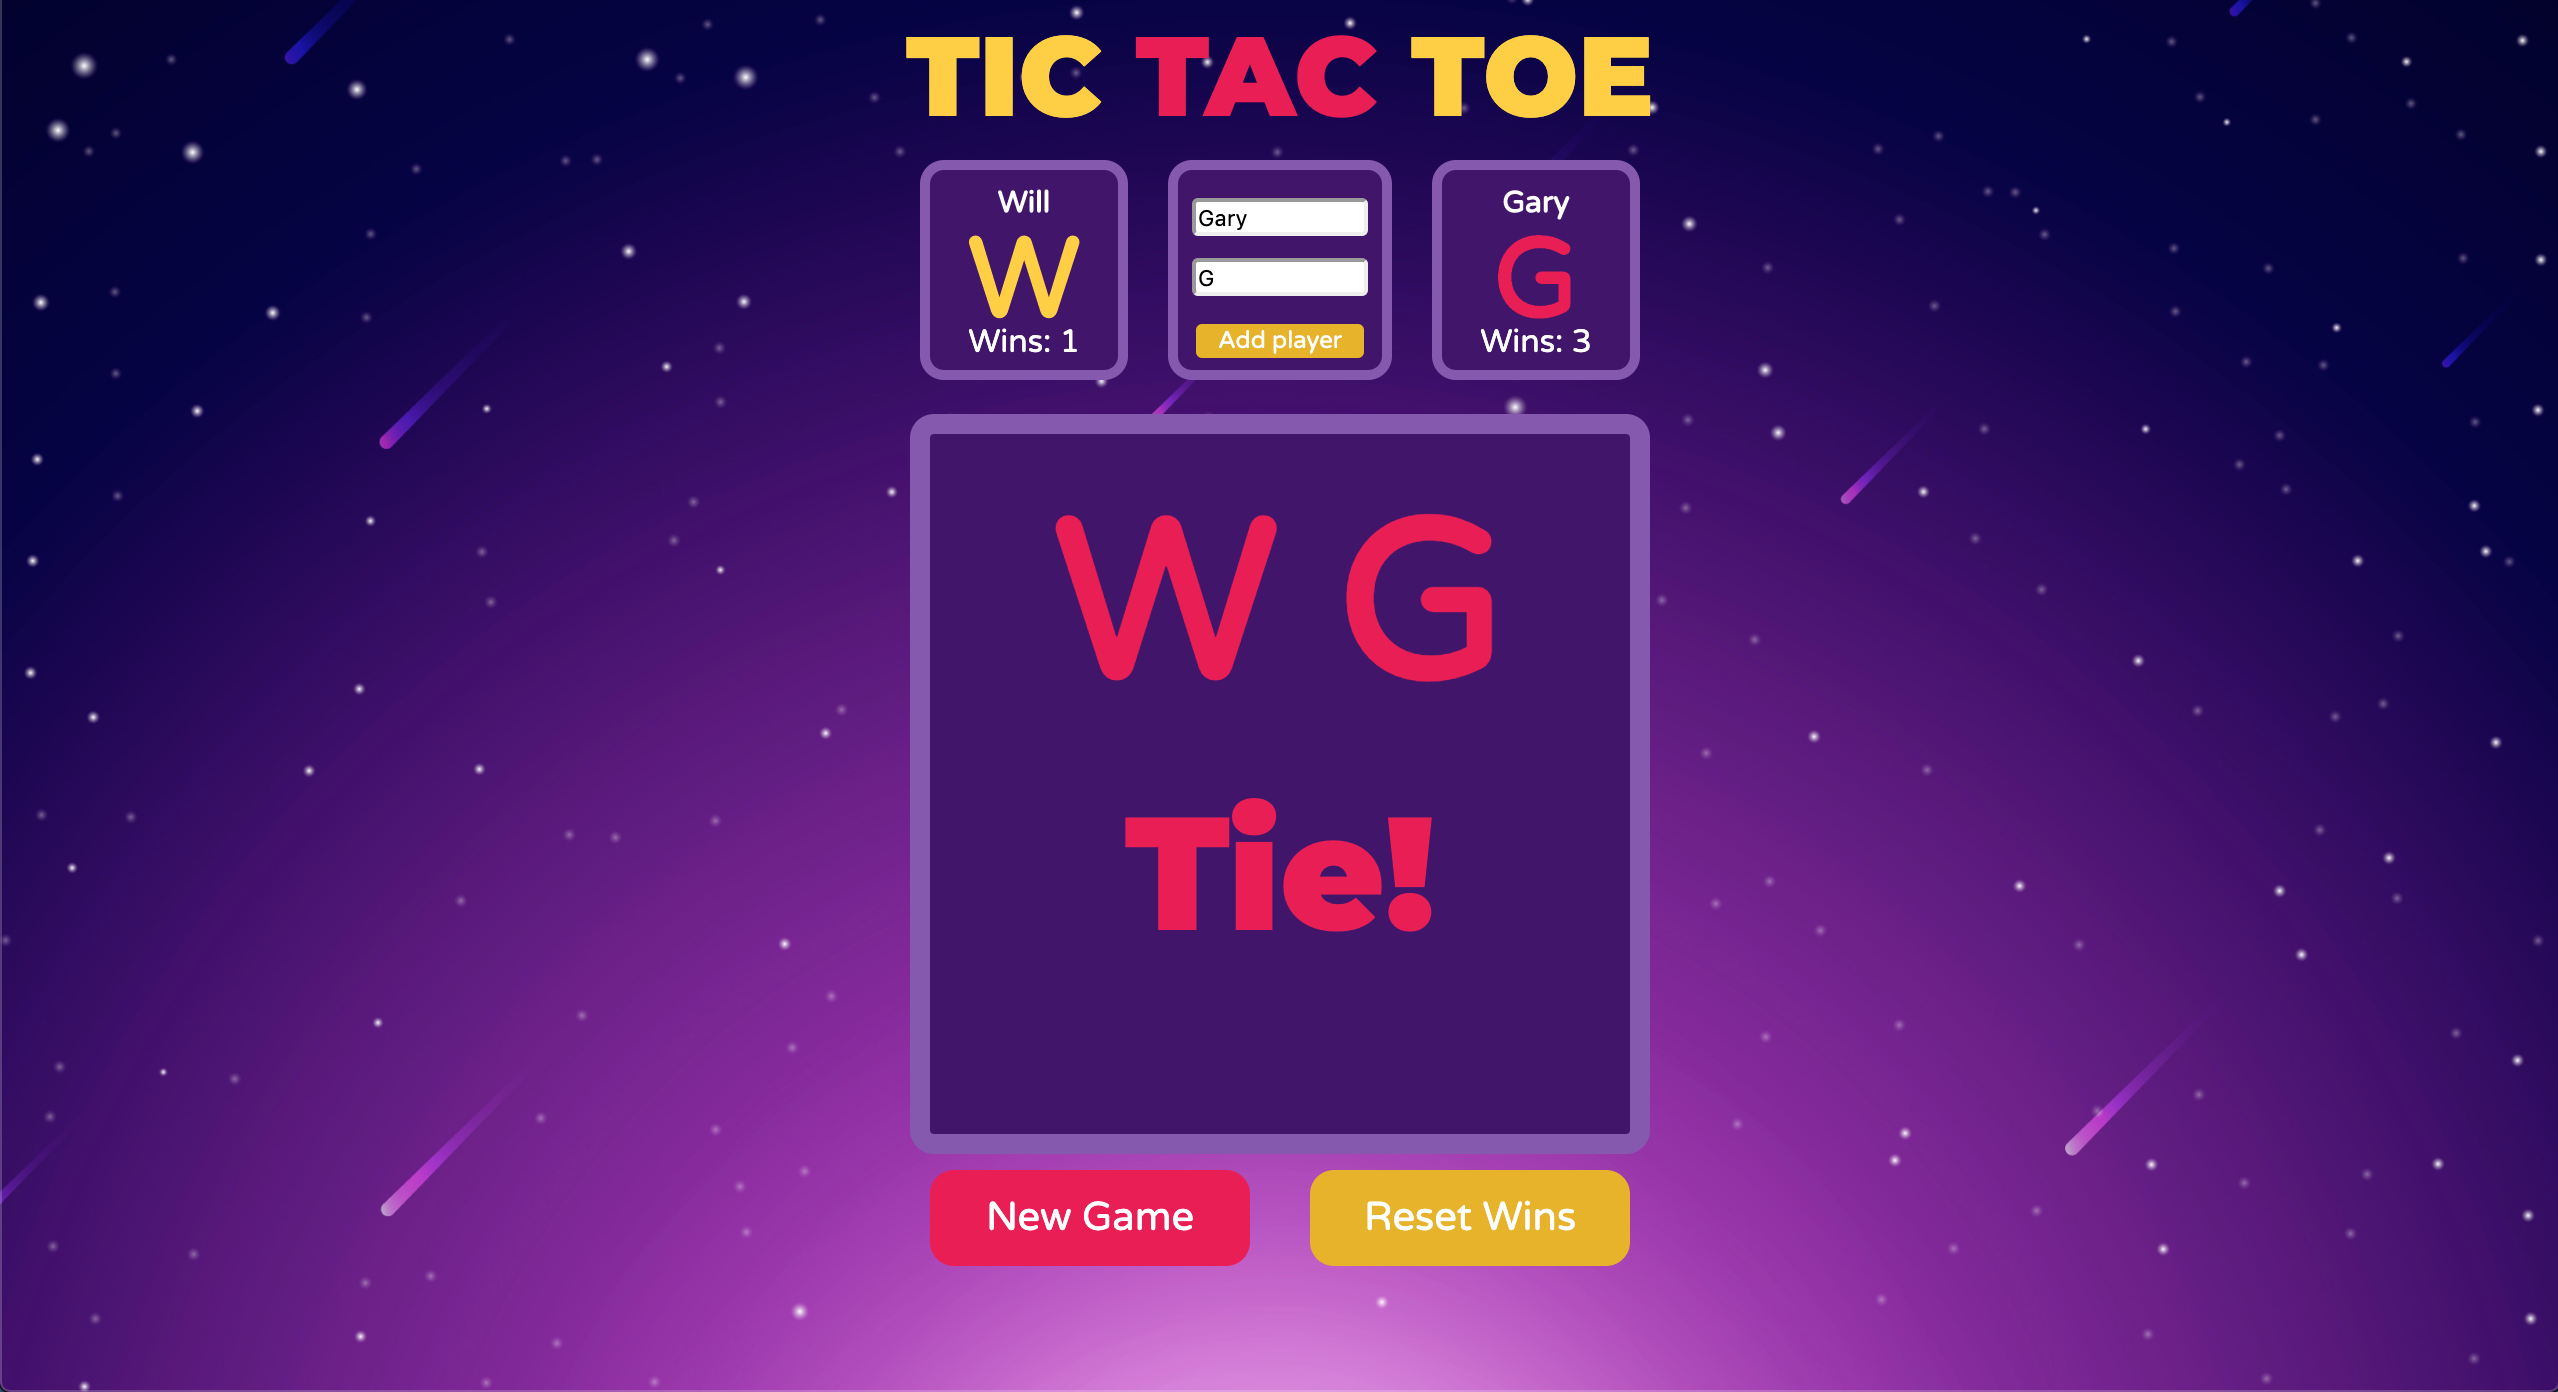 TIC TAC TOE
Will
W
Wins: 1
Gary
G
Add player
Gary
G
Wins: 3
W G
Tie!
New Game
Reset Wins